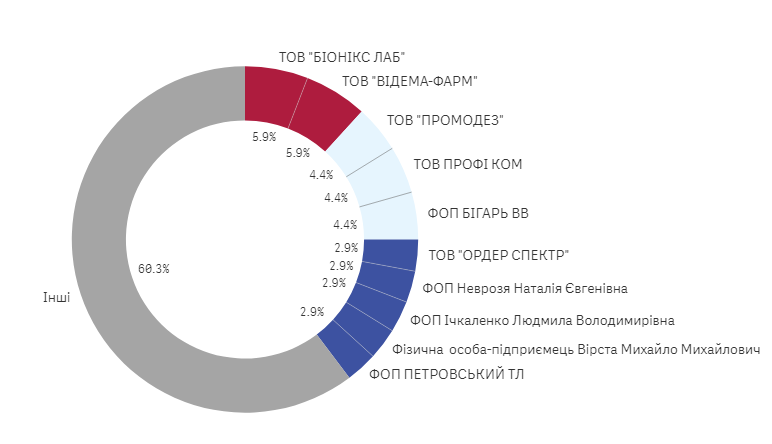 ТОВ "БІОНІКС ЛАБ"
ТОВ "ВІДЕМА-ФАРМ"
ТОВ "ПРОМОДЕЗ"
5.9%
5.9%
ТОВ ПРОФІ КОМ
4.4%
4.4%
ФОП БІГАРЬ ВВ
4.4%
2.9%
ТОВ "ОРДЕР СПЕКТР"
2.9%
60.3%
2.9%
ФОП Неврозя Наталія Євгенівна
Інші
2.9%
ФОП Ічкаленко Людмила Володимирівна
Фізична особа-підприємець Вірста Михайло Михайлович
ФОП ПЕТРОВСЬКИЙ ТЛ